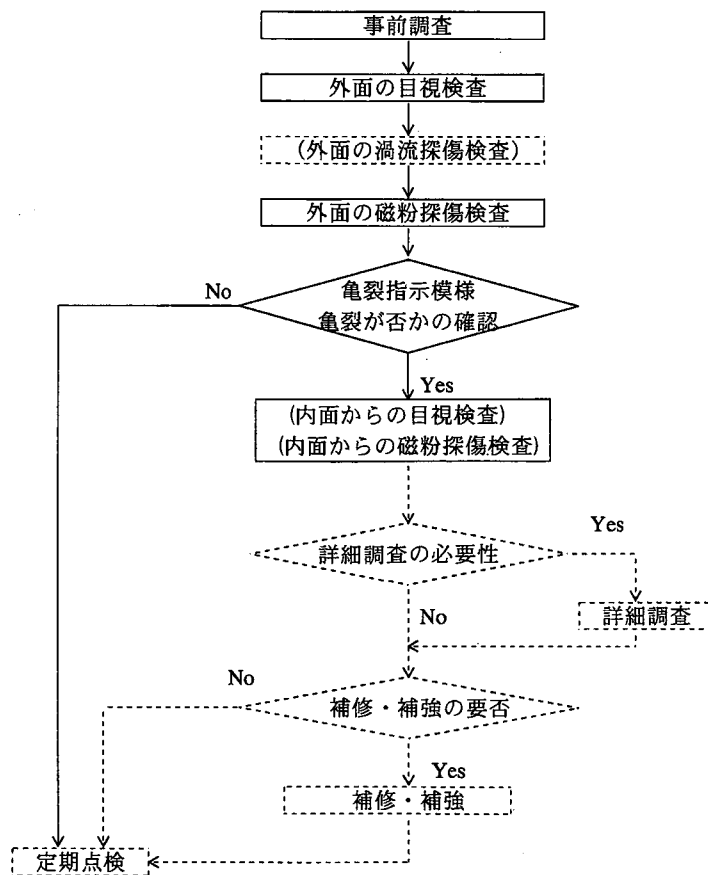 事前調査
外面の目視検査
(外面の渦流探傷検査)
外面の磁粉探傷検査
No
亀裂指示模様
亀裂が否かの確認
Yes
(内面からの目視検査)
(内面からの磁粉探傷検査)
Yes
詳細調査の必要性
No
詳細調査
No
補修・補強の要否
Yes
補修・補強
定期点検